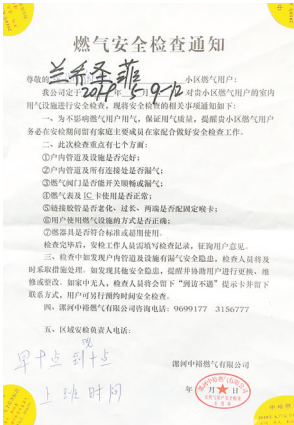 燃气安全检查通知
尊敬的 兰乔圣菲 小区燃气用户:
我公司定于 2019 年 5月9-12 对贵小区燃气用户的室内
用气设施进行安全检查。现将安全检查的相关事项通知如下:
一、为不影响燃气用户用气,保证用气质量,提醒贵小区燃气用户
务必在安检期间留有家庭主要成员在家配合做好安全检查工作。
二、此次检查重点有七个方面:
①户内管道及设施是否完好;
②户内管道及所有连接处是否漏气;
③燃气阀门是否能开关顺畅或漏气;
④燃气表及IC卡使用是否正常;
⑤链接胶管是否老化、过长、两端是否配固定喉卡;
⑥用户使用燃气设施的方式是否正确;
⑦燃器具是否符合标准或超期使用。
检查完毕后,安检工作人员须填写检查记录,征询用户意见。
三、检查中如发现户内管道及设施有漏气安全隐患,检查人员将及
时采取措施处理。如发现其他安全隐患,提醒并协助用户进行更换、维
修或整改。如家中无人,检查人员将会留下“到访不遇”提示卡并留下
联系方式,用户可另行预约时间安全检查。
四、漯河中裕燃气有限公司咨询电话:9699177 3156777
五、区域安检负责人电话:
早十点 到 晚 十点
上班时间
漯河中裕燃气有限公司
年 月 日